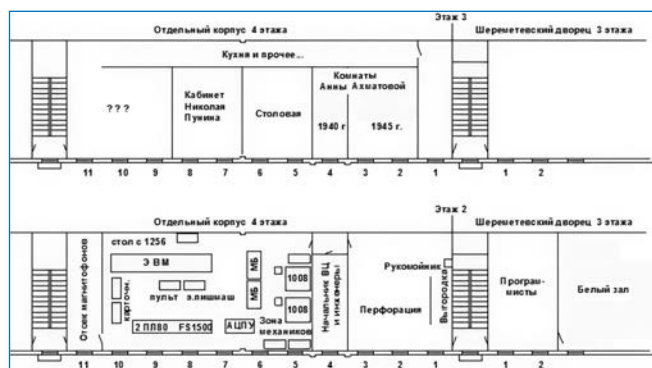 Этаж 3
Отдельный корпус 4 этажа
Шереметевский дворец 3 этажа
Кухня и прочее...
???
Кабинет
Николая
Пунина
Столовая
Комнаты
Анны Ахматовой
1940 г
1945 г.
11 10 9 8 7 6 5 4 3 2 1 1 2
Этаж 2
Отдельный корпус 4 этажа
Шереметевский дворец 3 этажа
Отсек магнитофонов
стол с 1256
ЭВМ
карточн.
пульт
э.пишмаш
2 ПЛ80 FS1500
АЦПУ
МБ
МБ
1008
1008
Зона
механиков
Начальник ВЦ
и инженеры
Перфорация
Рукомойник
Выгородка
Програм-
мисты
Белый зал
11 10 9 8 7 6 5 4 3 2 1 1 2